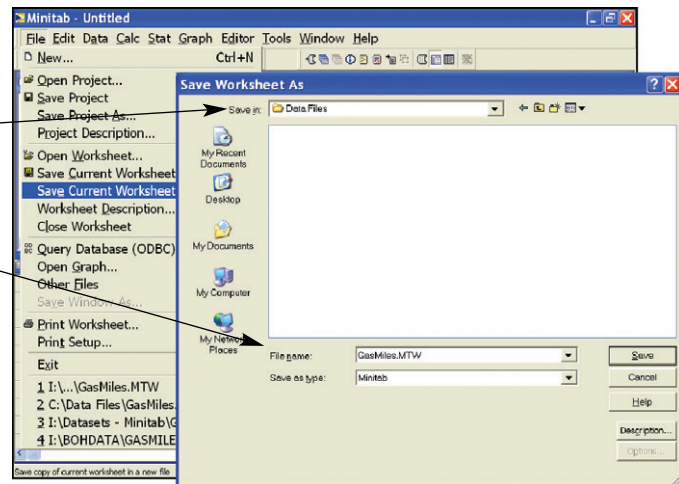 Minitab - Untitled
File Edit Data Calc Stat Graph Editor Tools Window Help
New... Ctrl+N
Open Project...
Save Project
Save Project As...
Project Description...
Open Worksheet...
Save Current Worksheet
Save Current Worksheet
Worksheet Description...
Close Worksheet
Query Database (ODBC)
Open Graph...
Other Files
Save Window As...
Print Worksheet...
Print Setup...
Exit
1 I:\...\GasMiles.MTW
2 C:\Data Files\GasMiles.
3 I:\Datasets - Minitab\G
4 I:\BOHDATA\GASMILE
Save copy of current worksheet in a new file
Save Worksheet As
Save in: Data Files
My Recent
Documents
Desktop
My Documents
My Computer
My Network
Places
File name: GasMiles.MTW
Save as type: Minitab
Save
Cancel
Help
Description...
Options...